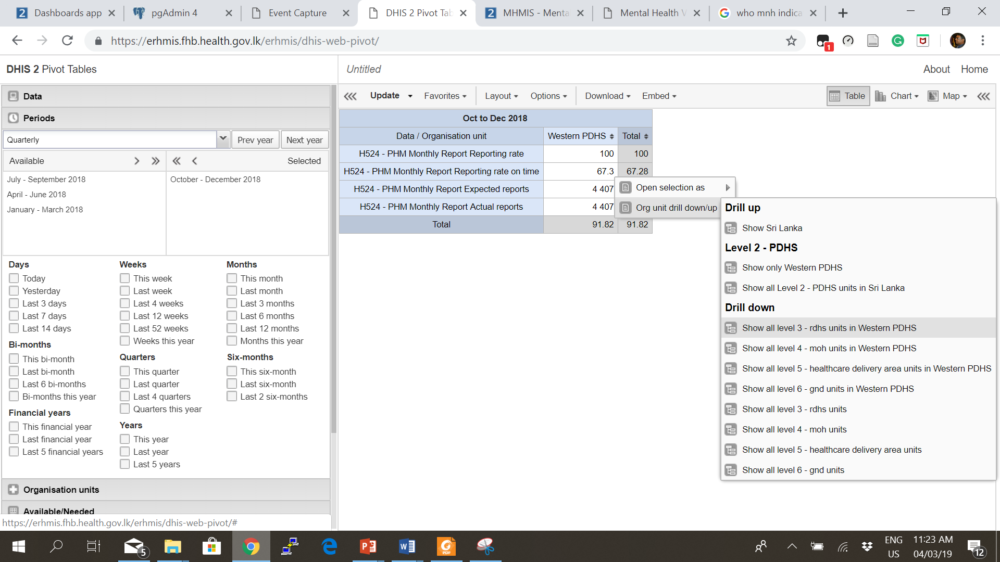 Dashboards app
pgAdmin 4
Event Capture
DHIS 2 Pivot Tab
MHMIS - Menta
Mental Health V
who mnh indica
https://erhmis.fhb.health.gov.lk/erhmis/dhis-web-pivot/
1
DHIS 2 Pivot Tables
Untitled
About Home
Data
Update Favorites Layout Options Download Embed Table Chart Map
Periods
Quarterly
Prev year
Next year
Available
Selected
July - September 2018
April - June 2018
January - March 2018
October - December 2018
Days
Today
Yesterday
Last 3 days
Last 7 days
Last 14 days
Bi-months
This bi-month
Last bi-month
Last 6 bi-months
Bi-months this year
Financial years
This financial year
Last financial year
Last 5 financial years
Weeks
This week
Last week
Last 4 weeks
Last 12 weeks
Last 52 weeks
Weeks this year
Quarters
This quarter
Last quarter
Last 4 quarters
Quarters this year
Years
This year
Last year
Last 5 years
Months
This month
Last month
Last 3 months
Last 6 months
Last 12 months
Months this year
Six-months
This six-month
Last six-month
Last 2 six-months
Organisation units
Available/Needed
https://erhmis.fhb.health.gov.lk/erhmis/dhis-web-pivot/#
Oct to Dec 2018
Data / Organisation unit Western PDHS Total
H524 - PHM Monthly Report Reporting rate 100 100
H524 - PHM Monthly Report Reporting rate on time 67.3 67.28
H524 - PHM Monthly Report Expected reports 4 407
H524 - PHM Monthly Report Actual reports 4 407
Total 91.82 91.82
Open selection as
Org unit drill down/up
Drill up
Show Sri Lanka
Level 2 - PDHS
Show only Western PDHS
Show all Level 2 - PDHS units in Sri Lanka
Drill down
Show all level 3 - rdhs units in Western PDHS
Show all level 4 - moh units in Western PDHS
Show all level 5 - healthcare delivery area units in Western PDHS
Show all level 6 - gnd units in Western PDHS
Show all level 3 - rdhs units
Show all level 4 - moh units
Show all level 5 - healthcare delivery area units
Show all level 6 - gnd units
5
PDF
ENG
US
11:23 AM
04/03/19
12